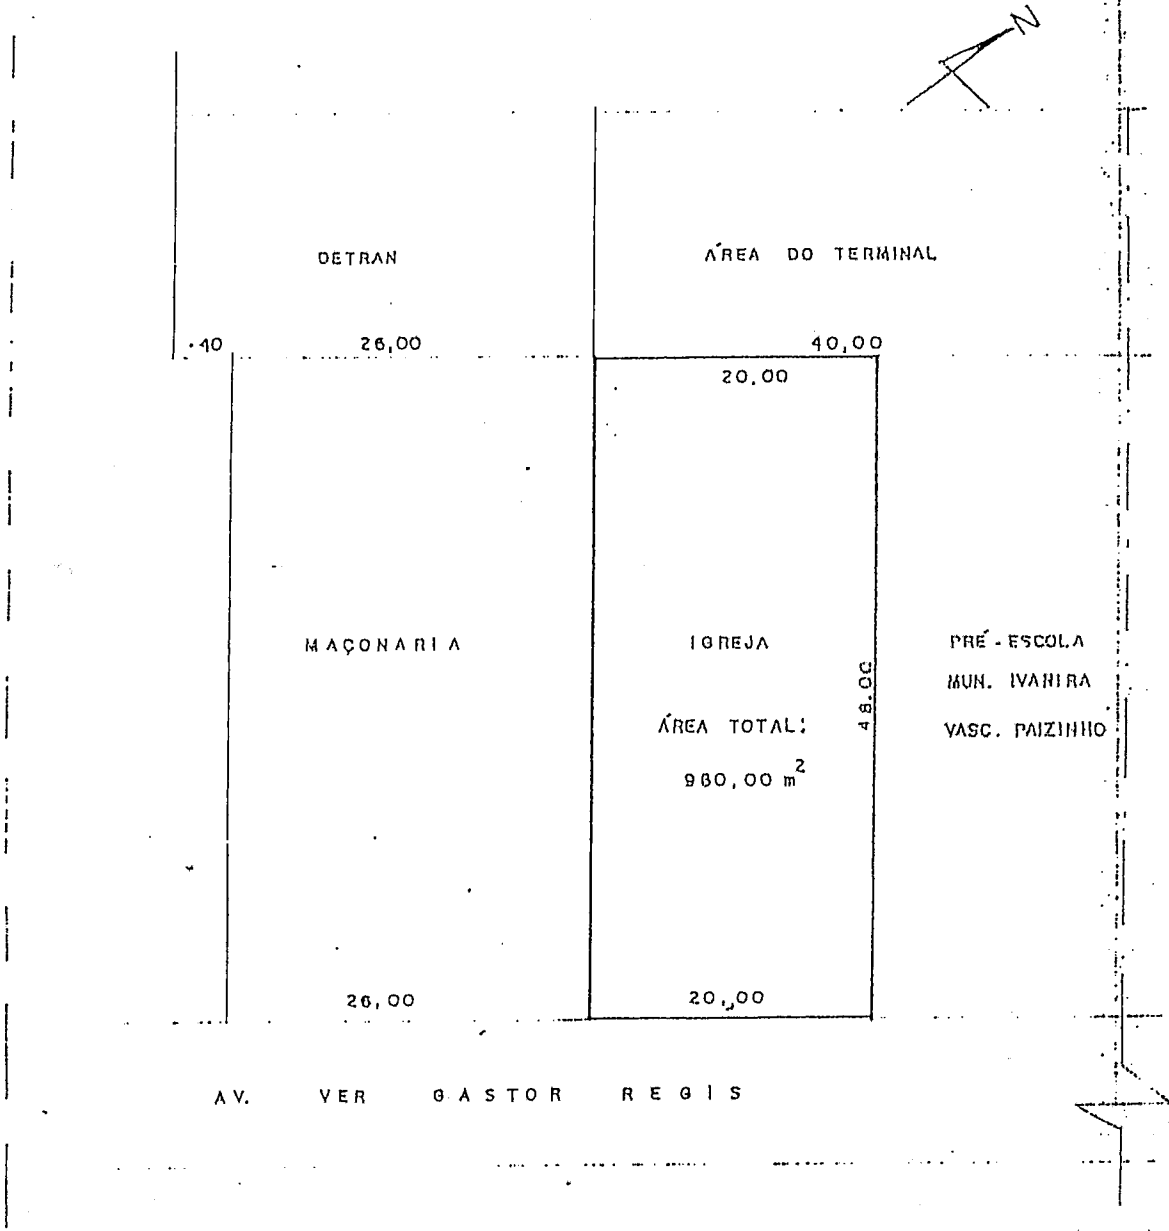 N
DETRAN
ÁREA DO TERMINAL
.40
26,00
40,00
20,00
MAÇONARIA
IGREJA
PRÉ-ESCOLA
MUN. IVANIRA
48.00
ÁREA TOTAL:
VASC. PAIZINHO
960,00 m²
26,00
20,00
AV. VER GASTOR REGIS